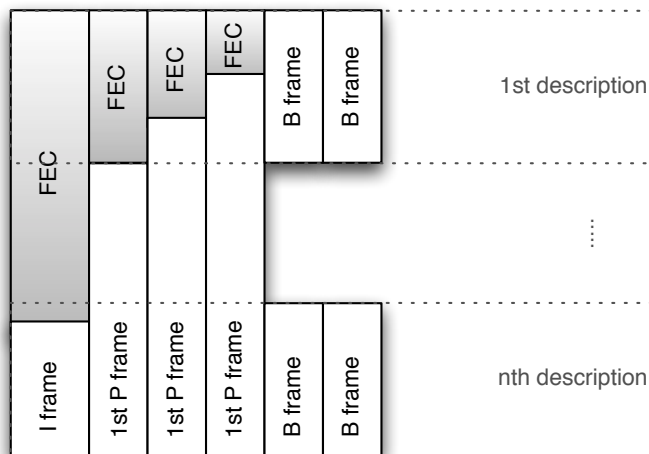 FEC
FEC
FEC
FEC
B frame
B frame
1st description
.....
I frame
1st P frame
1st P frame
1st P frame
B frame
B frame
nth description